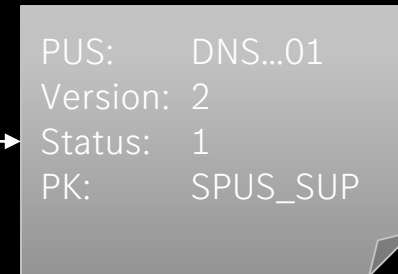 PUS: DNS...01
Version: 2
Status: 1
PK: SPUS_SUP